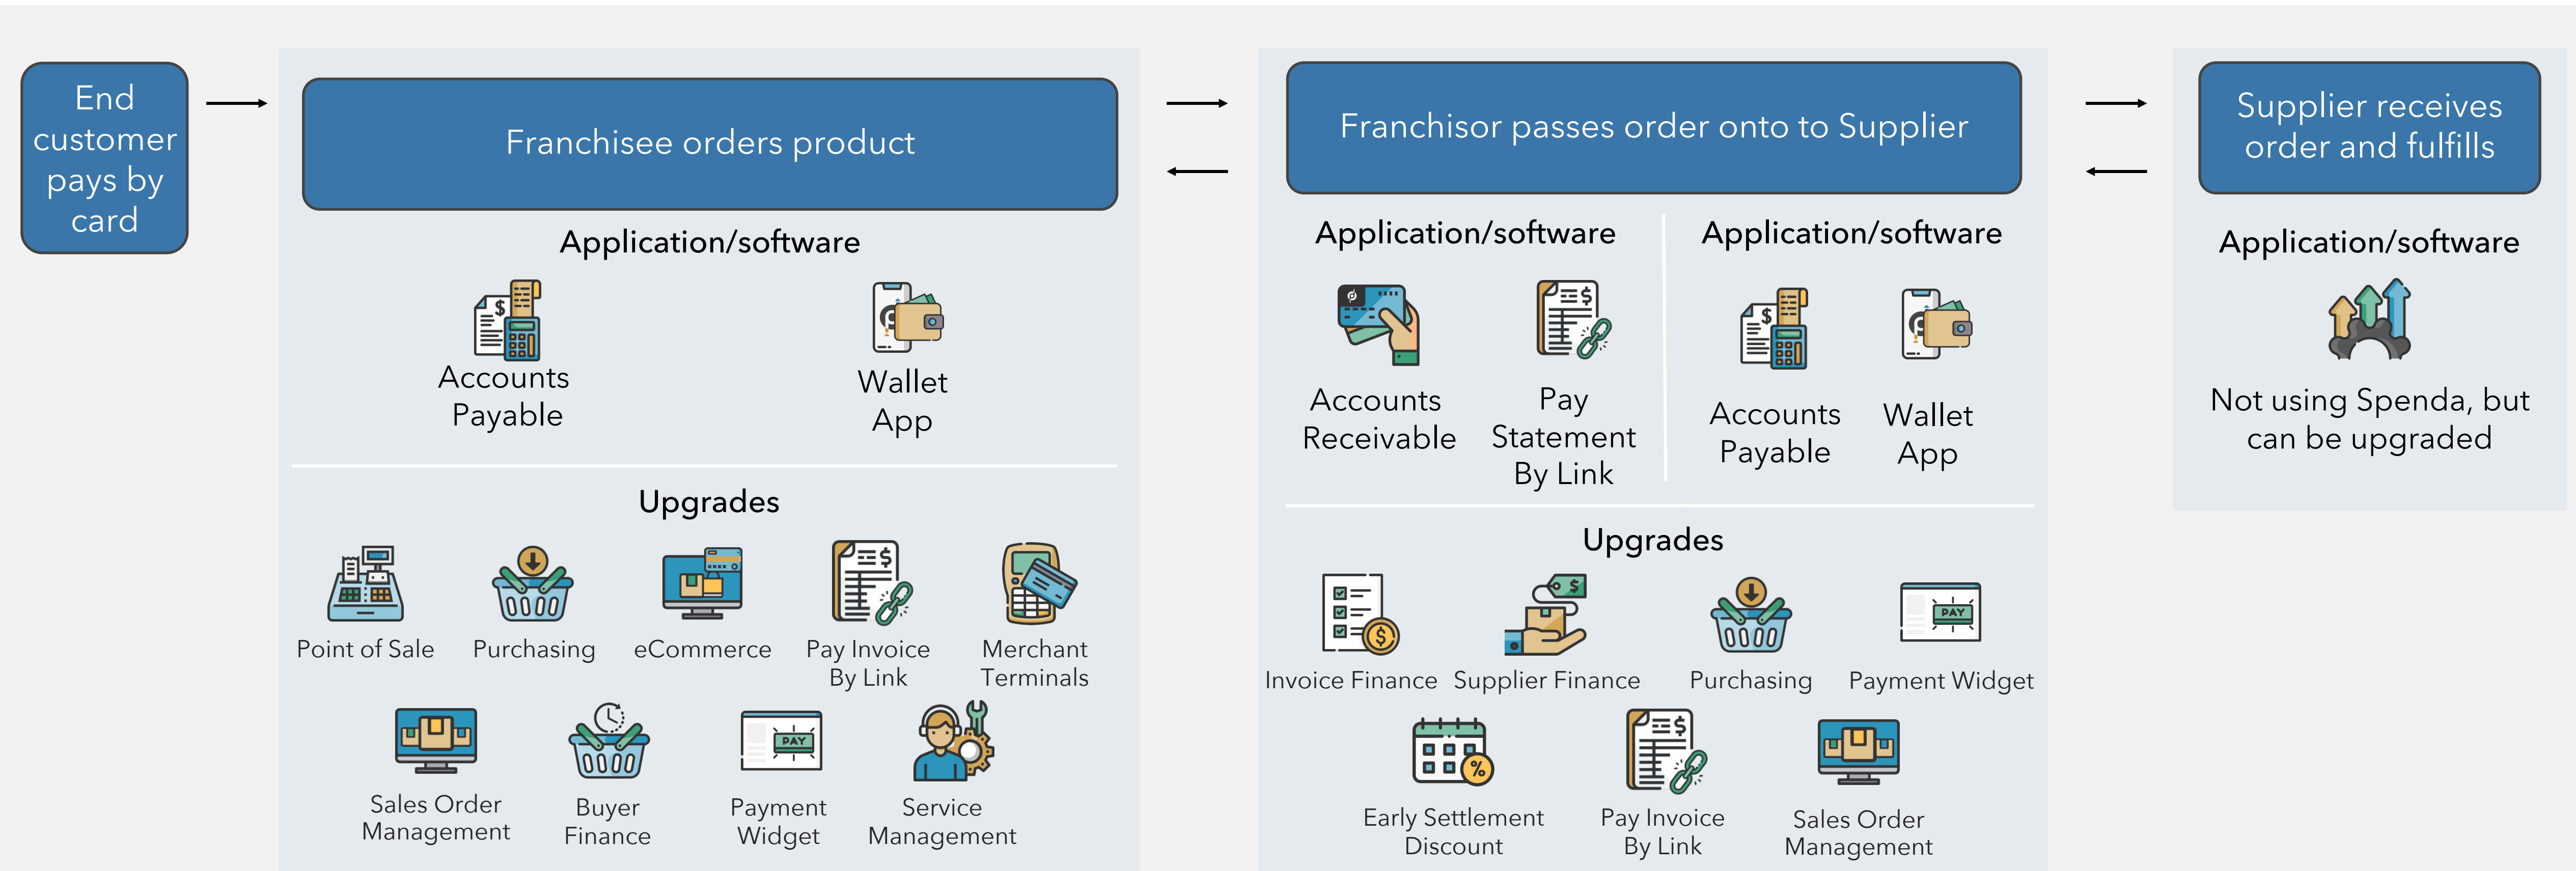 End
customer
pays by
card
Franchisee orders product
Application/software
Accounts
Payable
Wallet
App
Upgrades
Point of Sale
Purchasing
eCommerce
Pay Invoice
By Link
Merchant
Terminals
Sales Order
Management
Buyer
Finance
PAY
Payment
Widget
Service
Management
Franchisor passes order onto to Supplier
Application/software
Accounts
Receivable
Pay
Statement
By Link
Application/software
Accounts
Payable
Wallet
App
Upgrades
Invoice Finance
Supplier Finance
Purchasing
PAY
Payment Widget
Early Settlement
Discount
Pay Invoice
By Link
Sales Order
Management
Supplier receives
order and fulfills
Application/software
Not using Spenda, but
can be upgraded